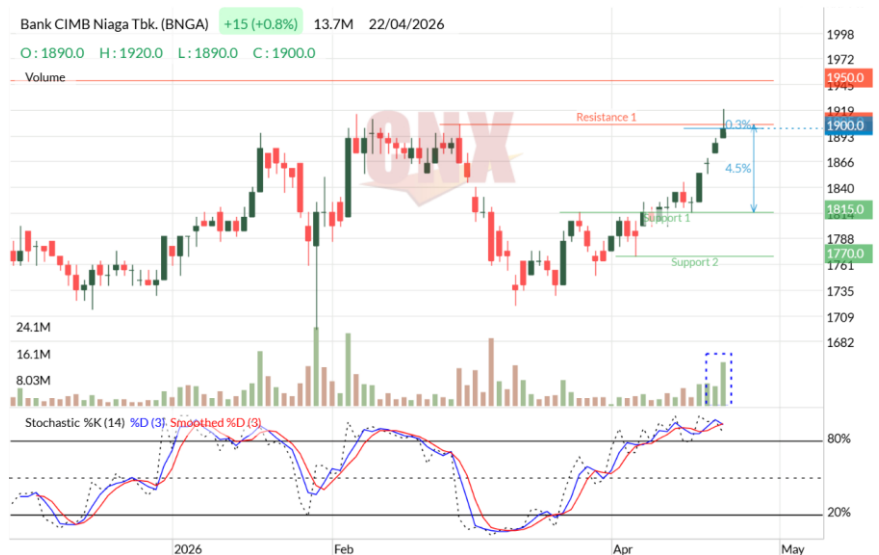 Bank CIMB Niaga Tbk. (BNGA) +15 (+0.8%) 13.7M 22/04/2026
O : 1890.0 H : 1920.0 L : 1890.0 C : 1900.0
Volume
1998
1972
1950.0
1945
Resistance 1
0.3%
1919
1900.0
1893
QNX
4.5%
1866
1840
1815.0
1814
Support 1
1788
1770.0
1761
Support 2
1735
1709
1682
24.1M
16.1M
8.03M
Stochastic %K (14) %D (3) Smoothed %D (3)
80%
20%
2026 Feb Apr May